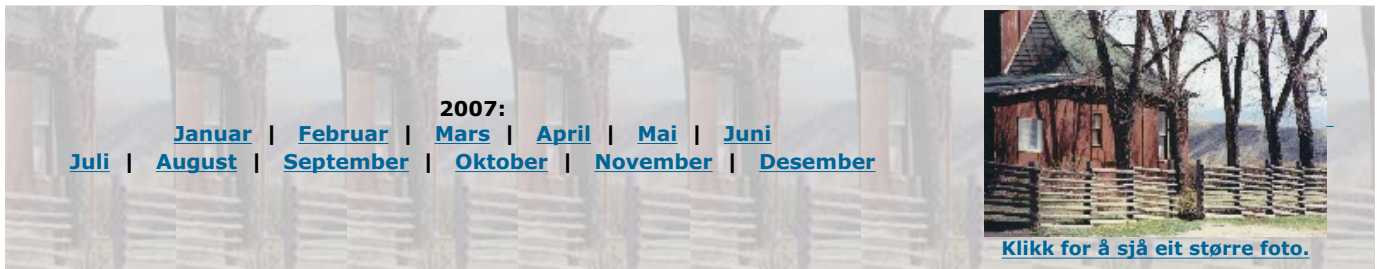 2007:
Januar | Februar | Mars | April | Mai | Juni
Juli | August | September | Oktober | November | Desember
Klikk for å sjå eit større foto.